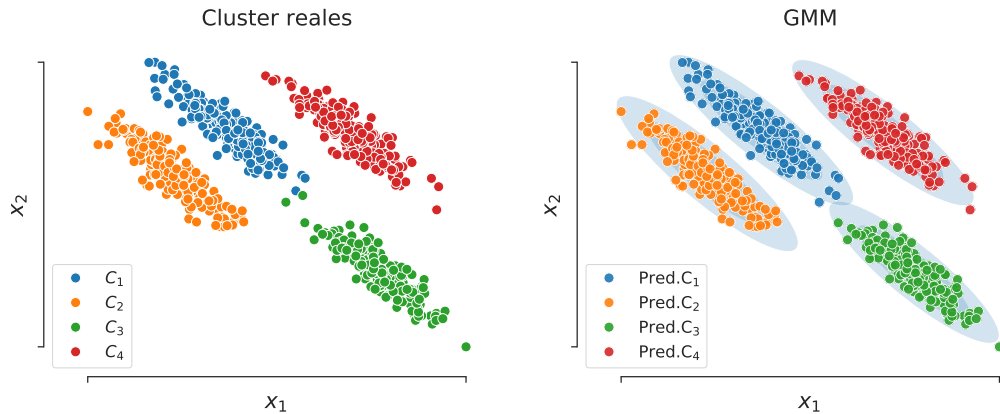 Cluster reales
x₂
C₁
C₂
C₃
C₄
x₁
GMM
x₂
Pred.C₁
Pred.C₂
Pred.C₃
Pred.C₄
x₁